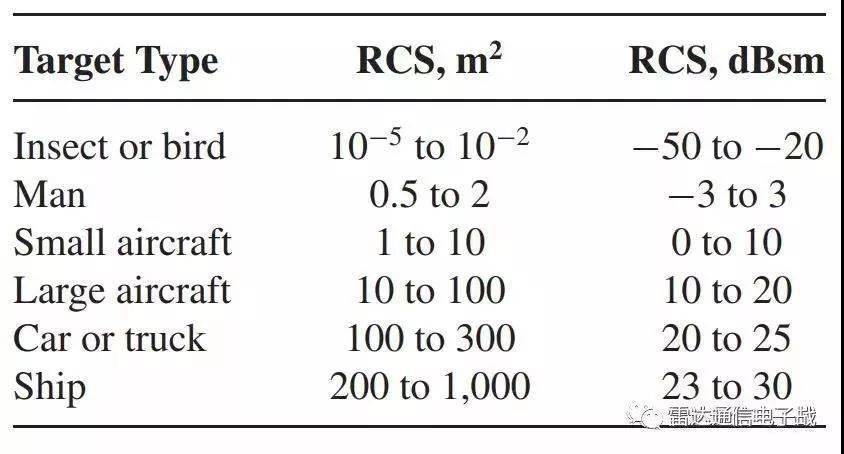 Target Type RCS, m² RCS, dBsm
Insect or bird 10⁻⁵ to 10⁻² −50 to −20
Man 0.5 to 2 −3 to 3
Small aircraft 1 to 10 0 to 10
Large aircraft 10 to 100 10 to 20
Car or truck 100 to 300 20 to 25
Ship 200 to 1,000 23 to 30
雷达通信电子战